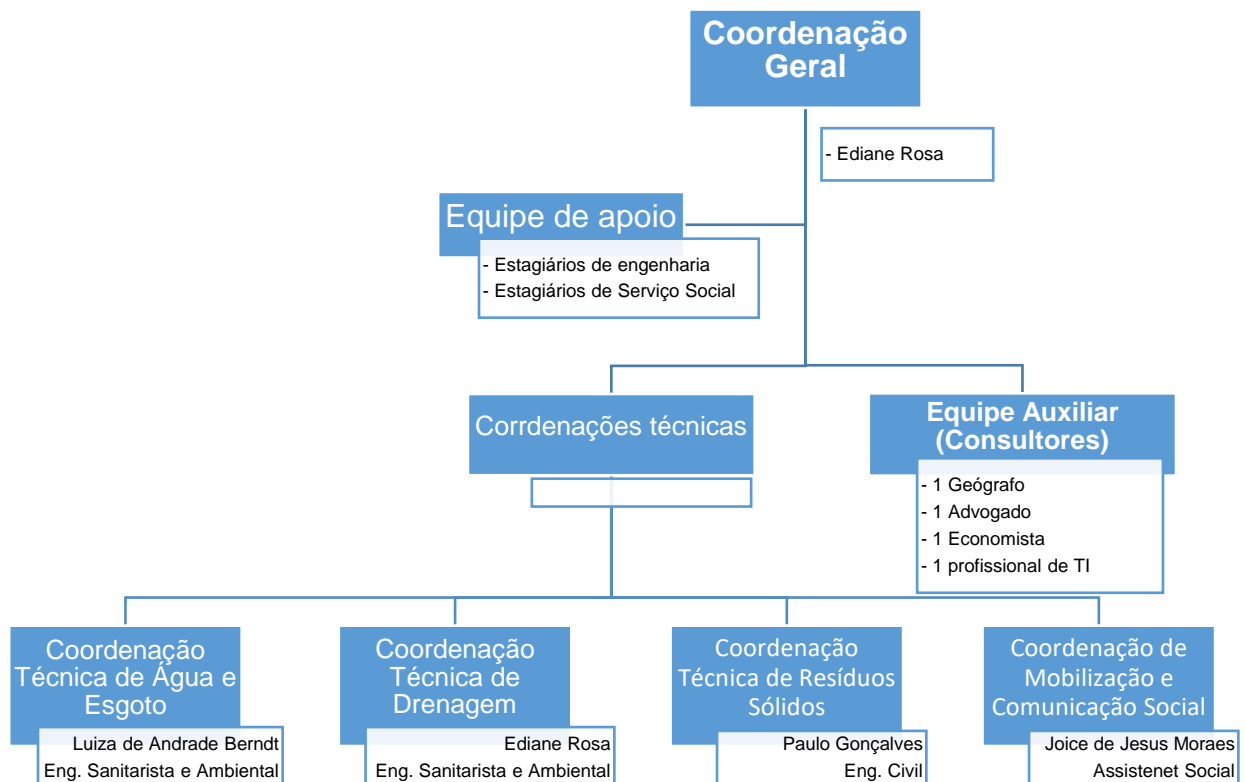 Coordenação
Geral
- Ediane Rosa
Equipe de apoio
- Estagiários de engenharia
- Estagiários de Serviço Social
Corrdenações técnicas
Equipe Auxiliar
(Consultores)
- 1 Geógrafo
- 1 Advogado
- 1 Economista
- 1 profissional de TI
Coordenação
Técnica de Água e
Esgoto
Luiza de Andrade Berndt
Eng. Sanitarista e Ambiental
Coordenação
Técnica de
Drenagem
Ediane Rosa
Eng. Sanitarista e Ambiental
Coordenação
Técnica de Resíduos
Sólidos
Paulo Gonçalves
Eng. Civil
Coordenação de
Mobilização e
Comunicação Social
Joice de Jesus Moraes
Assistenet Social